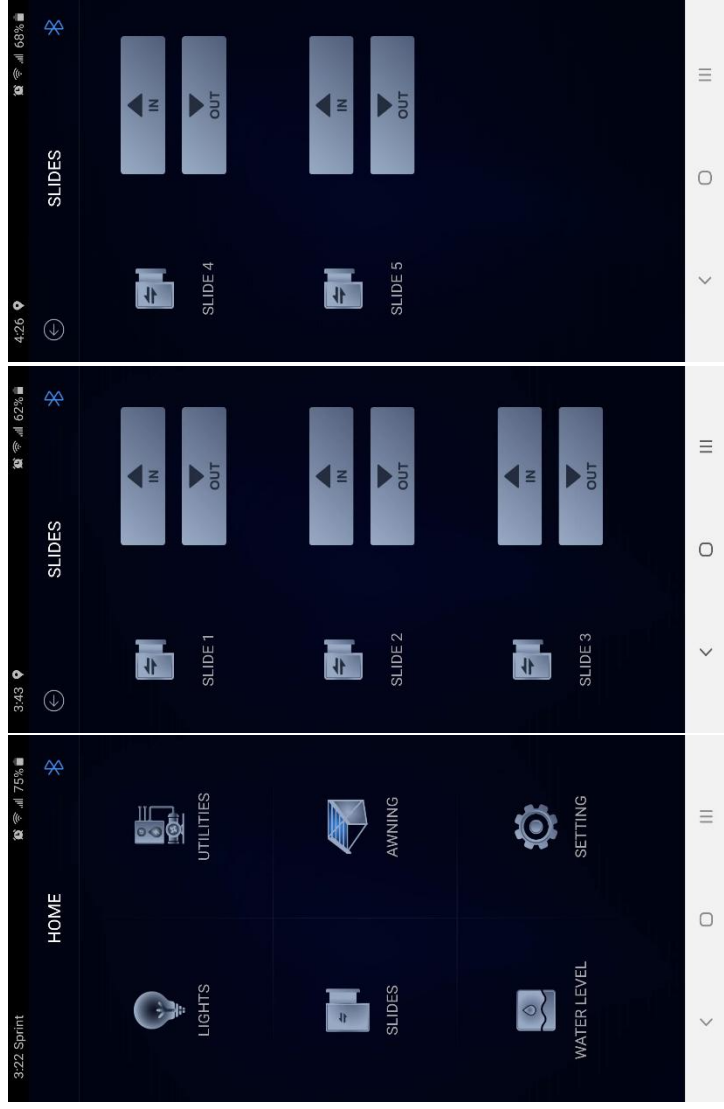 3:22 Sprint 75%
HOME
LIGHTS UTILITIES
SLIDES AWNING
WATER LEVEL SETTING
3:43 62%
SLIDES
IN
SLIDE 1
OUT
IN
SLIDE 2
OUT
IN
SLIDE 3
OUT
4:26 68%
SLIDES
IN
SLIDE 4
OUT
IN
SLIDE 5
OUT